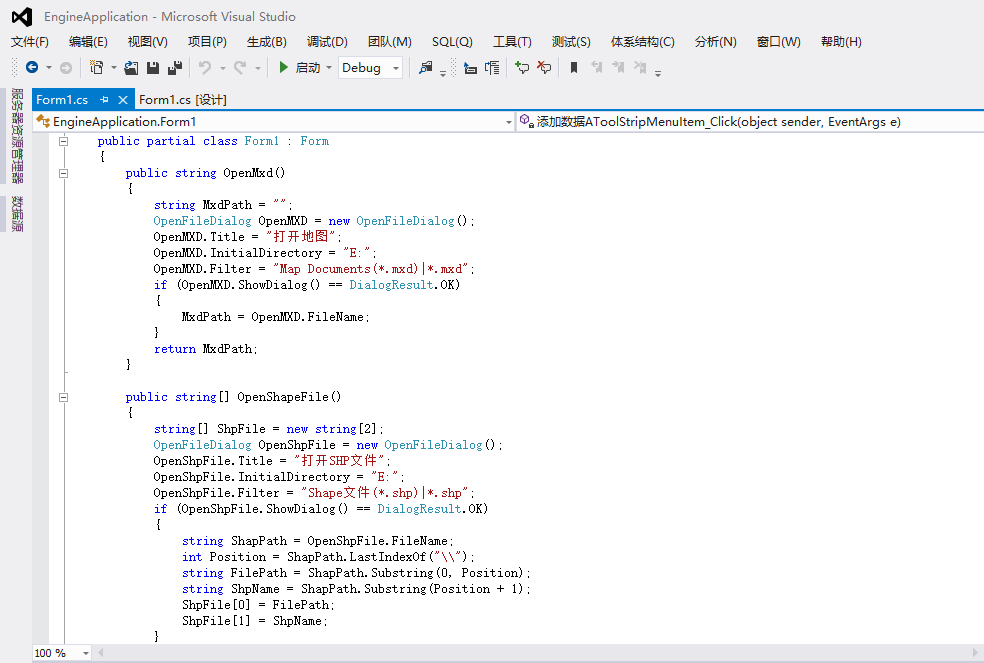 EngineApplication - Microsoft Visual Studio
文件(F) 编辑(E) 视图(V) 项目(P) 生成(B) 调试(D) 团队(M) SQL(Q) 工具(T) 测试(S) 体系结构(C) 分析(N) 窗口(W) 帮助(H)
启动 Debug
服务器资源管理器
数据源
Form1.cs Form1.cs [设计]
EngineApplication.Form1 添加数据AToolStripMenuItem_Click(object sender, EventArgs e)
public partial class Form1 : Form
{
public string OpenMxd()
{
string MxdPath = "";
OpenFileDialog OpenMXD = new OpenFileDialog();
OpenMXD.Title = "打开地图";
OpenMXD.InitialDirectory = "E:";
OpenMXD.Filter = "Map Documents(*.mxd)|*.mxd";
if (OpenMXD.ShowDialog() == DialogResult.OK)
{
MxdPath = OpenMXD.FileName;
}
return MxdPath;
}
public string[] OpenShapeFile()
{
string[] ShpFile = new string[2];
OpenFileDialog OpenShpFile = new OpenFileDialog();
OpenShpFile.Title = "打开SHP文件";
OpenShpFile.InitialDirectory = "E:";
OpenShpFile.Filter = "Shape文件(*.shp)|*.shp";
if (OpenShpFile.ShowDialog() == DialogResult.OK)
{
string ShapPath = OpenShpFile.FileName;
int Position = ShapPath.LastIndexOf("\\");
string FilePath = ShapPath.Substring(0, Position);
string ShpName = ShapPath.Substring(Position + 1);
ShpFile[0] = FilePath;
ShpFile[1] = ShpName;
}
100 %